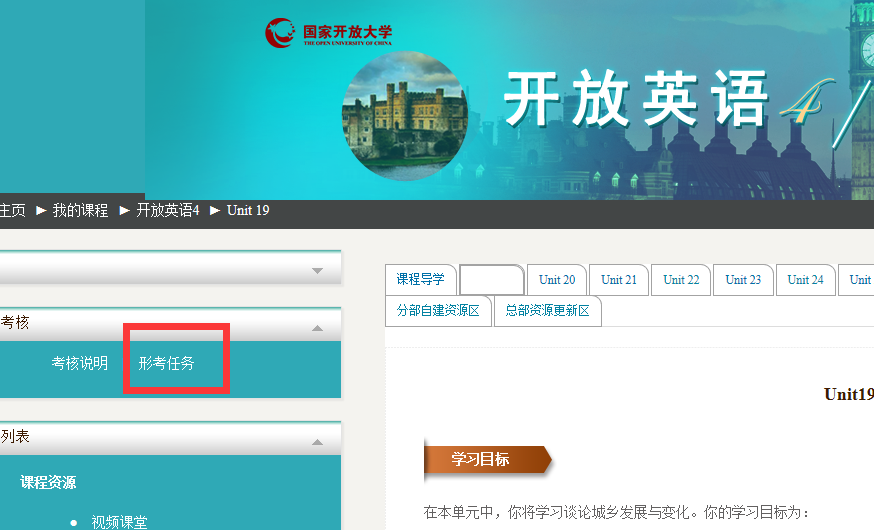 国家开放大学
THE OPEN UNIVERSITY OF CHINA
开放英语4
主页 ► 我的课程 ► 开放英语4 ► Unit 19
课程导学 Unit 20 Unit 21 Unit 22 Unit 23 Unit 24 Unit
分部自建资源区 总部资源更新区
考核
考核说明 形考任务
Unit19
列表
学习目标
课程资源
在本单元中，你将学习谈论城乡发展与变化。你的学习目标为：
● 视频课堂